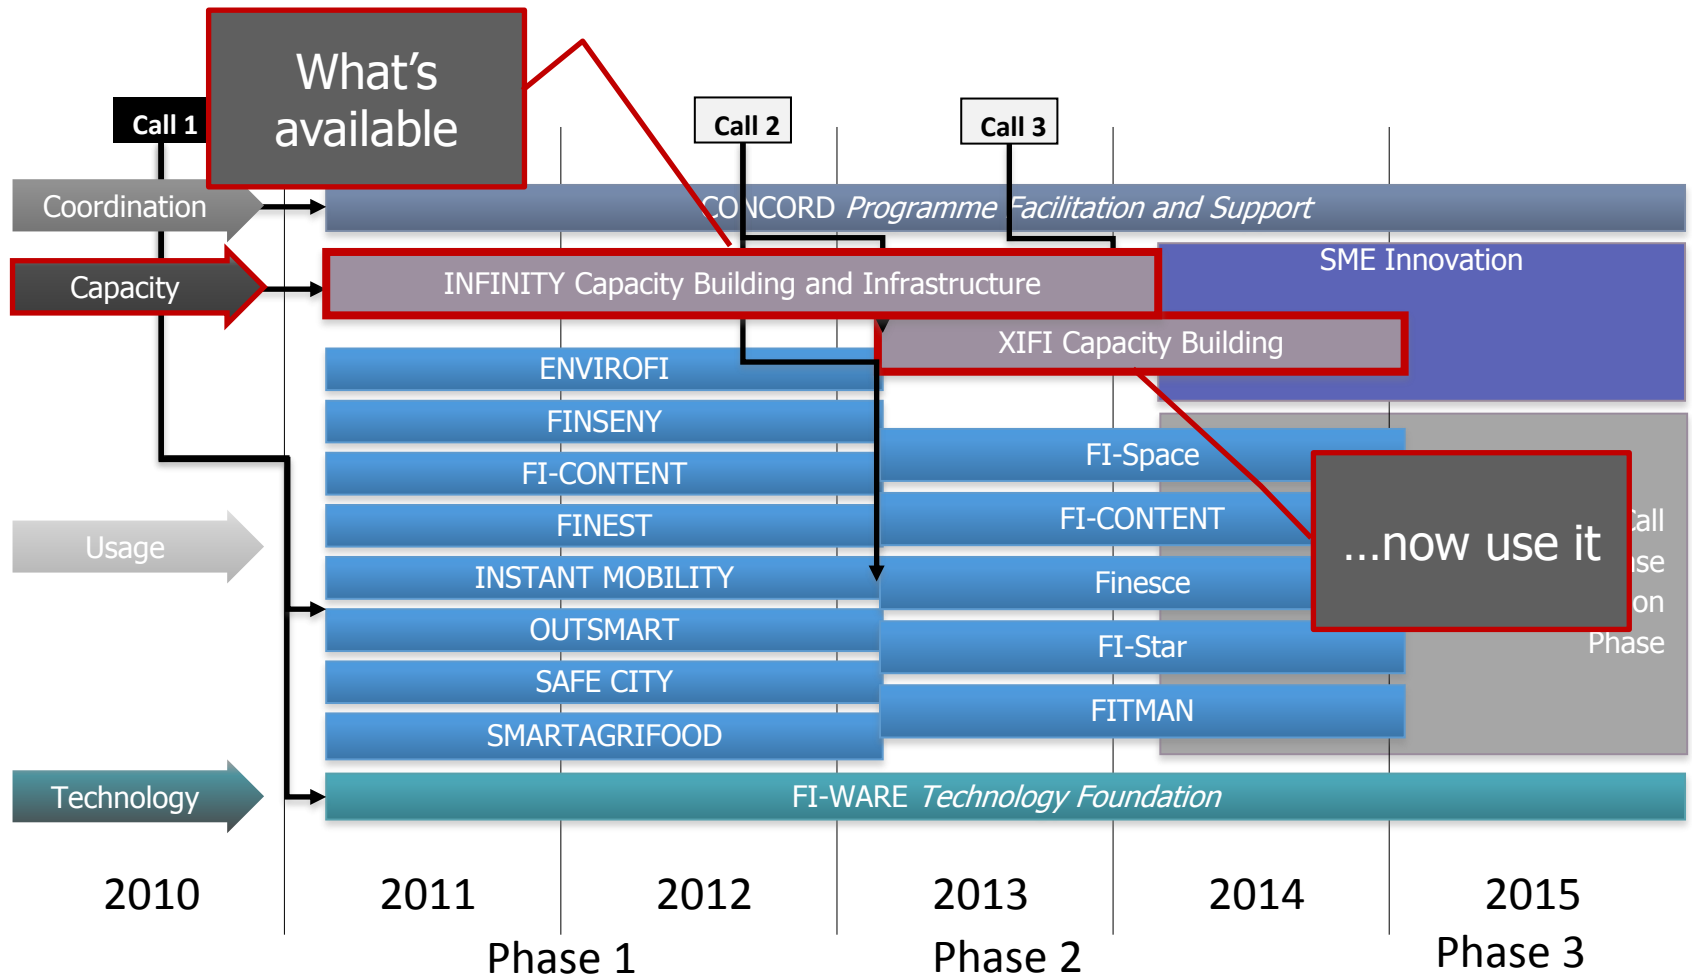 What's
available
Call 1
Call 2
Call 3
Coordination
CONCORD Programme Facilitation and Support
Capacity
INFINITY Capacity Building and Infrastructure
SME Innovation
XIFI Capacity Building
ENVIROFI
FINSENY
FI-CONTENT
FINEST
INSTANT MOBILITY
OUTSMART
SAFE CITY
SMARTAGRIFOOD
Usage
FI-Space
FI-CONTENT
Finesce
FI-Star
FITMAN
...now use it
Call
Phase
Technology
FI-WARE Technology Foundation
2010
2011
2012
2013
2014
2015
Phase 1
Phase 2
Phase 3